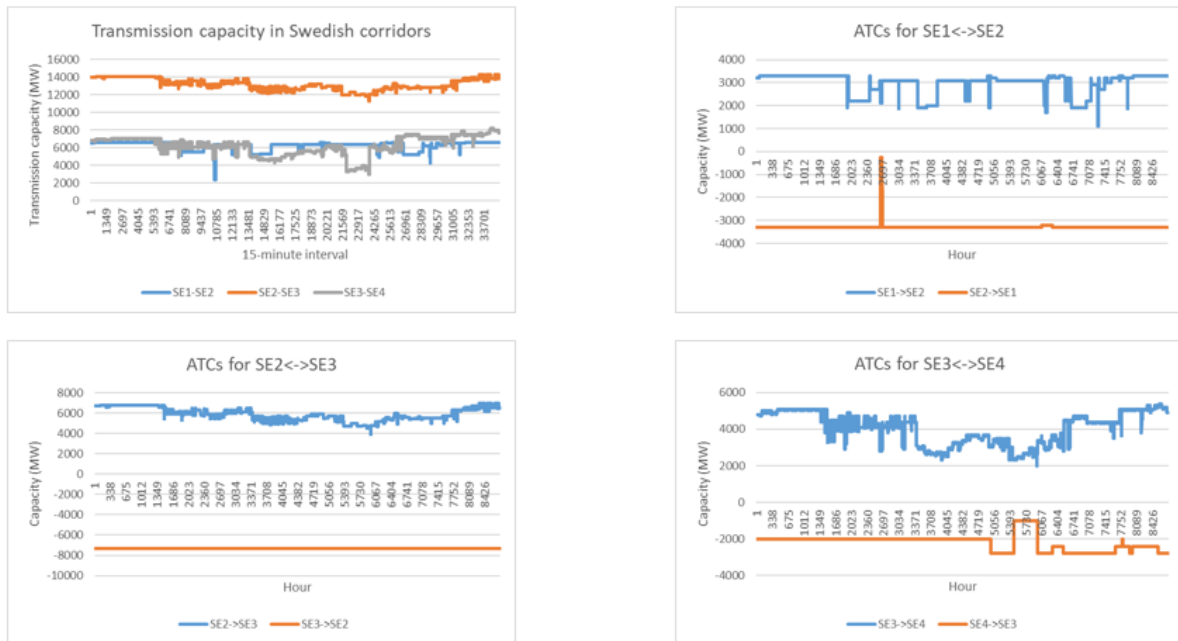 Transmission capacity in Swedish corridors
Transmission capacity (MW)
16000
14000
12000
10000
8000
6000
4000
2000
0
1 1349 2697 4045 5393 6741 8089 9437 10785 12133 13481 14829 16177 17525 18873 20221 21569 22917 24265 25613 26961 28309 29657 31005 32353 33701
15-minute interval
SE1-SE2 SE2-SE3 SE3-SE4
ATCs for SE1<->SE2
Capacity (MW)
4000
3000
2000
1000
0
-1000
-2000
-3000
-4000
1 338 675 1012 1349 1686 2023 2360 2697 3034 3371 3708 4045 4382 4719 5056 5393 5730 6067 6404 6741 7078 7415 7752 8089 8426
Hour
SE1->SE2 SE2->SE1
ATCs for SE2<->SE3
Capacity (MW)
8000
6000
4000
2000
0
-2000
-4000
-6000
-8000
-10000
1 338 675 1012 1349 1686 2023 2360 2697 3034 3371 3708 4045 4382 4719 5056 5393 5730 6067 6404 6741 7078 7415 7752 8089 8426
Hour
SE2->SE3 SE3->SE2
ATCs for SE3<->SE4
Capacity (MW)
6000
4000
2000
0
-2000
-4000
1 338 675 1012 1349 1686 2023 2360 2697 3034 3371 3708 4045 4382 4719 5056 5393 5730 6067 6404 6741 7078 7415 7752 8089 8426
Hour
SE3->SE4 SE4->SE3